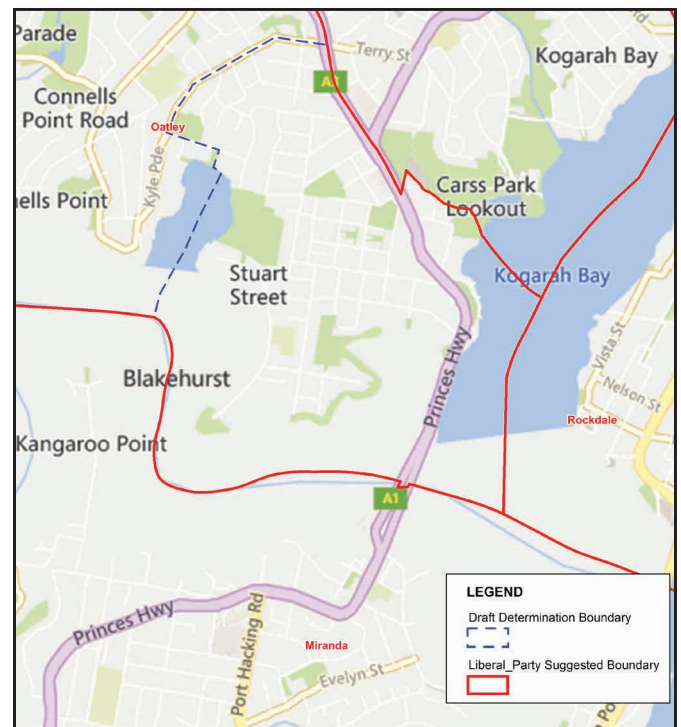 Parade
Terry St
Kogarah Bay
Connells
Point Road
A3
Oatley
Kyle Pde
Carss Park
Lookout
ells Point
Stuart
Street
Kogarah Bay
Princes Hwy
Vista St
Nelson St
Blakehurst
Rockdale
Kangaroo Point
A1
LEGEND
Draft Determination Boundary
Liberal_Party Suggested Boundary
Princes Hwy
Port Hacking Rd
Miranda
Evelyn St